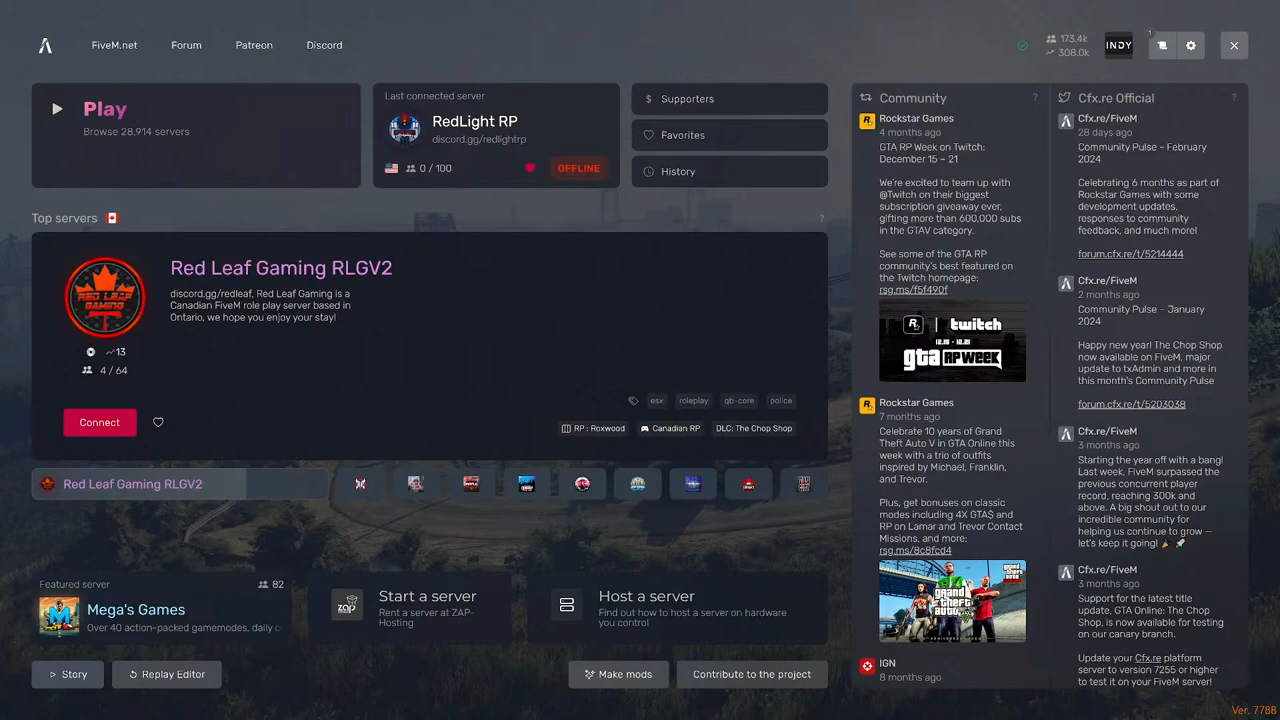 FiveM.net
Forum
Patreon
Discord
173.4k
308.0k
INDY
1
Play
Browse 28,914 servers
Last connected server
RedLight RP
discord.gg/redlightrp
0 / 100
OFFLINE
$ Supporters
Favorites
History
Top servers
?
RED LEAF
GAMING
Red Leaf Gaming RLGV2
discord.gg/redleaf, Red Leaf Gaming is a
Canadian FiveM role play server based in
Ontario, we hope you enjoy your stay!
13
4 / 64
Connect
esx
roleplay
qb-core
police
RP : Roxwood
Canadian RP
DLC: The Chop Shop
Red Leaf Gaming RLGV2
Featured server
82
Mega's Games
Over 40 action-packed gamemodes, daily c
ZAP
Start a server
Rent a server at ZAP-
Hosting
Host a server
Find out how to host a server on hardware
you control
Story
Replay Editor
Make mods
Contribute to the project
Community
?
Rockstar Games
4 months ago
GTA RP Week on Twitch:
December 15 – 21
We're excited to team up with
@Twitch on their biggest
subscription giveaway ever,
gifting more than 600,000 subs
in the GTAV category.
See some of the GTA RP
community's best featured on
the Twitch homepage:
rsg.ms/f5f490f
R | twitch
12.15 - 12.21
gta RP WEEK
Rockstar Games
7 months ago
Celebrate 10 years of Grand
Theft Auto V in GTA Online this
week with a trio of outfits
inspired by Michael, Franklin,
and Trevor.
Plus, get bonuses on classic
modes including 4X GTA$ and
RP on Lamar and Trevor Contact
Missions, and more:
rsg.ms/8c8fcd4
grand
theft
auto
IGN
8 months ago
Cfx.re Official
?
Cfx.re/FiveM
28 days ago
Community Pulse – February
2024
Celebrating 6 months as part of
Rockstar Games with some
development updates,
responses to community
feedback, and much more!
forum.cfx.re/t/5214444
Cfx.re/FiveM
2 months ago
Community Pulse – January
2024
Happy new year! The Chop Shop
now available on FiveM, major
update to txAdmin and more in
this month's Community Pulse
forum.cfx.re/t/5203038
Cfx.re/FiveM
3 months ago
Starting the year off with a bang!
Last week, FiveM surpassed the
previous concurrent player
record, reaching 300k and
above. A big shout out to our
incredible community for
helping us continue to grow —
let's keep it going! 🎉 🚀
Cfx.re/FiveM
3 months ago
Support for the latest title
update, GTA Online: The Chop
Shop, is now available for testing
on our canary branch.
Update your Cfx.re platform
server to version 7255 or higher
to test it on your FiveM server!
Ver. 7788